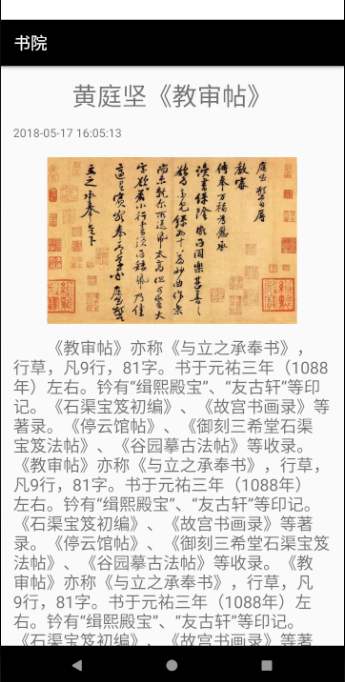 书院
黄庭坚《教审帖》
2018-05-17 16:05:13
《教审帖》亦称《与立之承奉书》，
行草，凡9行，81字。书于元祐三年（1088
年）左右。钤有“缉熙殿宝”、“友古轩”等印
记。《石渠宝笈初编》、《故宫书画录》等
著录。《停云馆帖》、《御刻三希堂石渠
宝笈法帖》、《谷园摹古法帖》等收录。
《教审帖》亦称《与立之承奉书》，行草，
凡9行，81字。书于元祐三年（1088年）
左右。钤有“缉熙殿宝”、“友古轩”等印记。
《石渠宝笈初编》、《故宫书画录》等著
录。《停云馆帖》、《御刻三希堂石渠宝笈
法帖》、《谷园摹古法帖》等收录。《教
审帖》亦称《与立之承奉书》，行草，凡
9行，81字。书于元祐三年（1088年）左
右。钤有“缉熙殿宝”、“友古轩”等印记。
《石渠宝笈初编》、《故宫书画录》等著